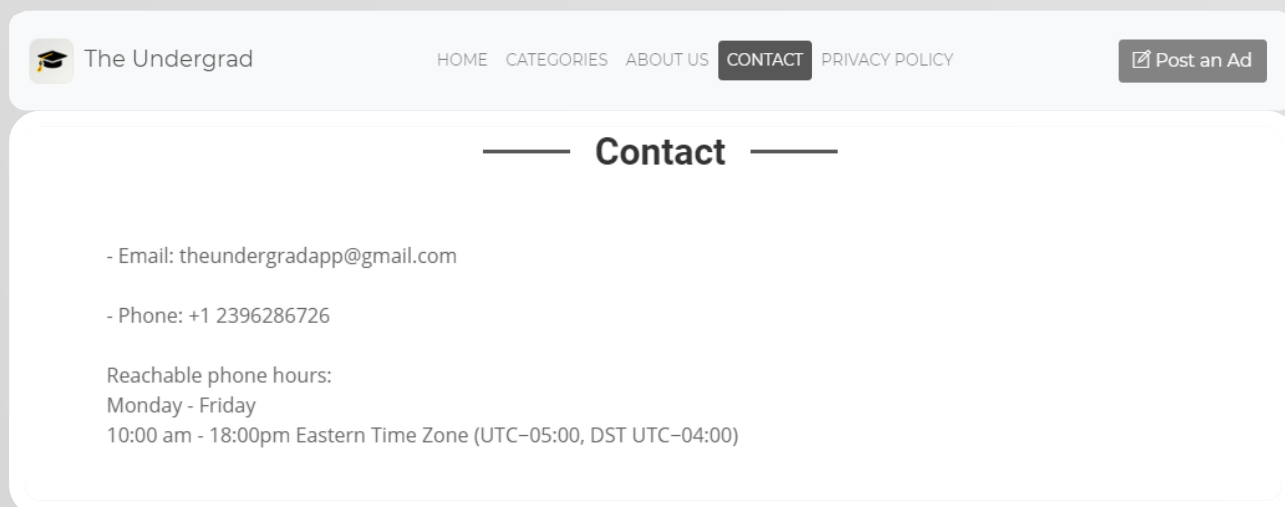 The Undergrad
HOME CATEGORIES ABOUT US CONTACT PRIVACY POLICY
Post an Ad
Contact
- Email: theundergradapp@gmail.com
- Phone: +1 2396286726
Reachable phone hours:
Monday - Friday
10:00 am - 18:00pm Eastern Time Zone (UTC−05:00, DST UTC−04:00)